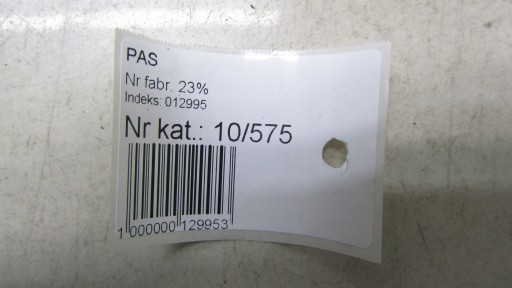 PAS
Nr fabr. 23%
Indeks: 012995
Nr kat.: 10/575
1 000000 129953